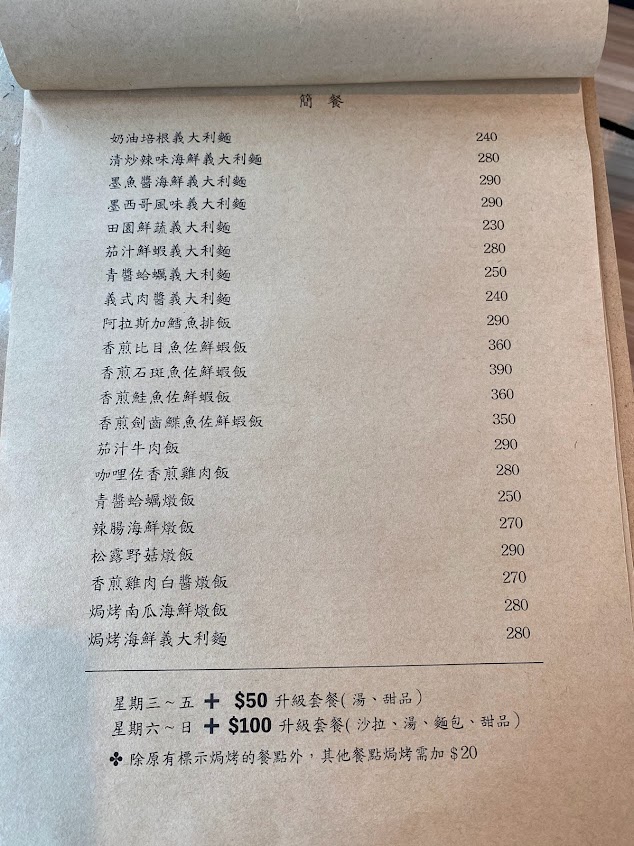 簡餐
奶油培根義大利麵 240
清炒辣味海鮮義大利麵 280
墨魚醬海鮮義大利麵 290
墨西哥風味義大利麵 290
田園鮮蔬義大利麵 230
茄汁鮮蝦義大利麵 280
青醬蛤蠣義大利麵 250
義式肉醬義大利麵 240
阿拉斯加鱈魚排飯 290
香煎比目魚佐鮮蝦飯 360
香煎石斑魚佐鮮蝦飯 390
香煎鮭魚佐鮮蝦飯 360
香煎劍齒鰈魚佐鮮蝦飯 350
茄汁牛肉飯 290
咖哩佐香煎雞肉飯 280
青醬蛤蠣燉飯 250
辣腸海鮮燉飯 270
松露野菇燉飯 290
香煎雞肉白醬燉飯 270
焗烤南瓜海鮮燉飯 280
焗烤海鮮義大利麵 280
星期三～五 ➕ $50 升級套餐(湯、甜品)
星期六～日 ➕ $100 升級套餐(沙拉、湯、麵包、甜品)
✤ 除原有標示焗烤的餐點外，其他餐點焗烤需加 $20